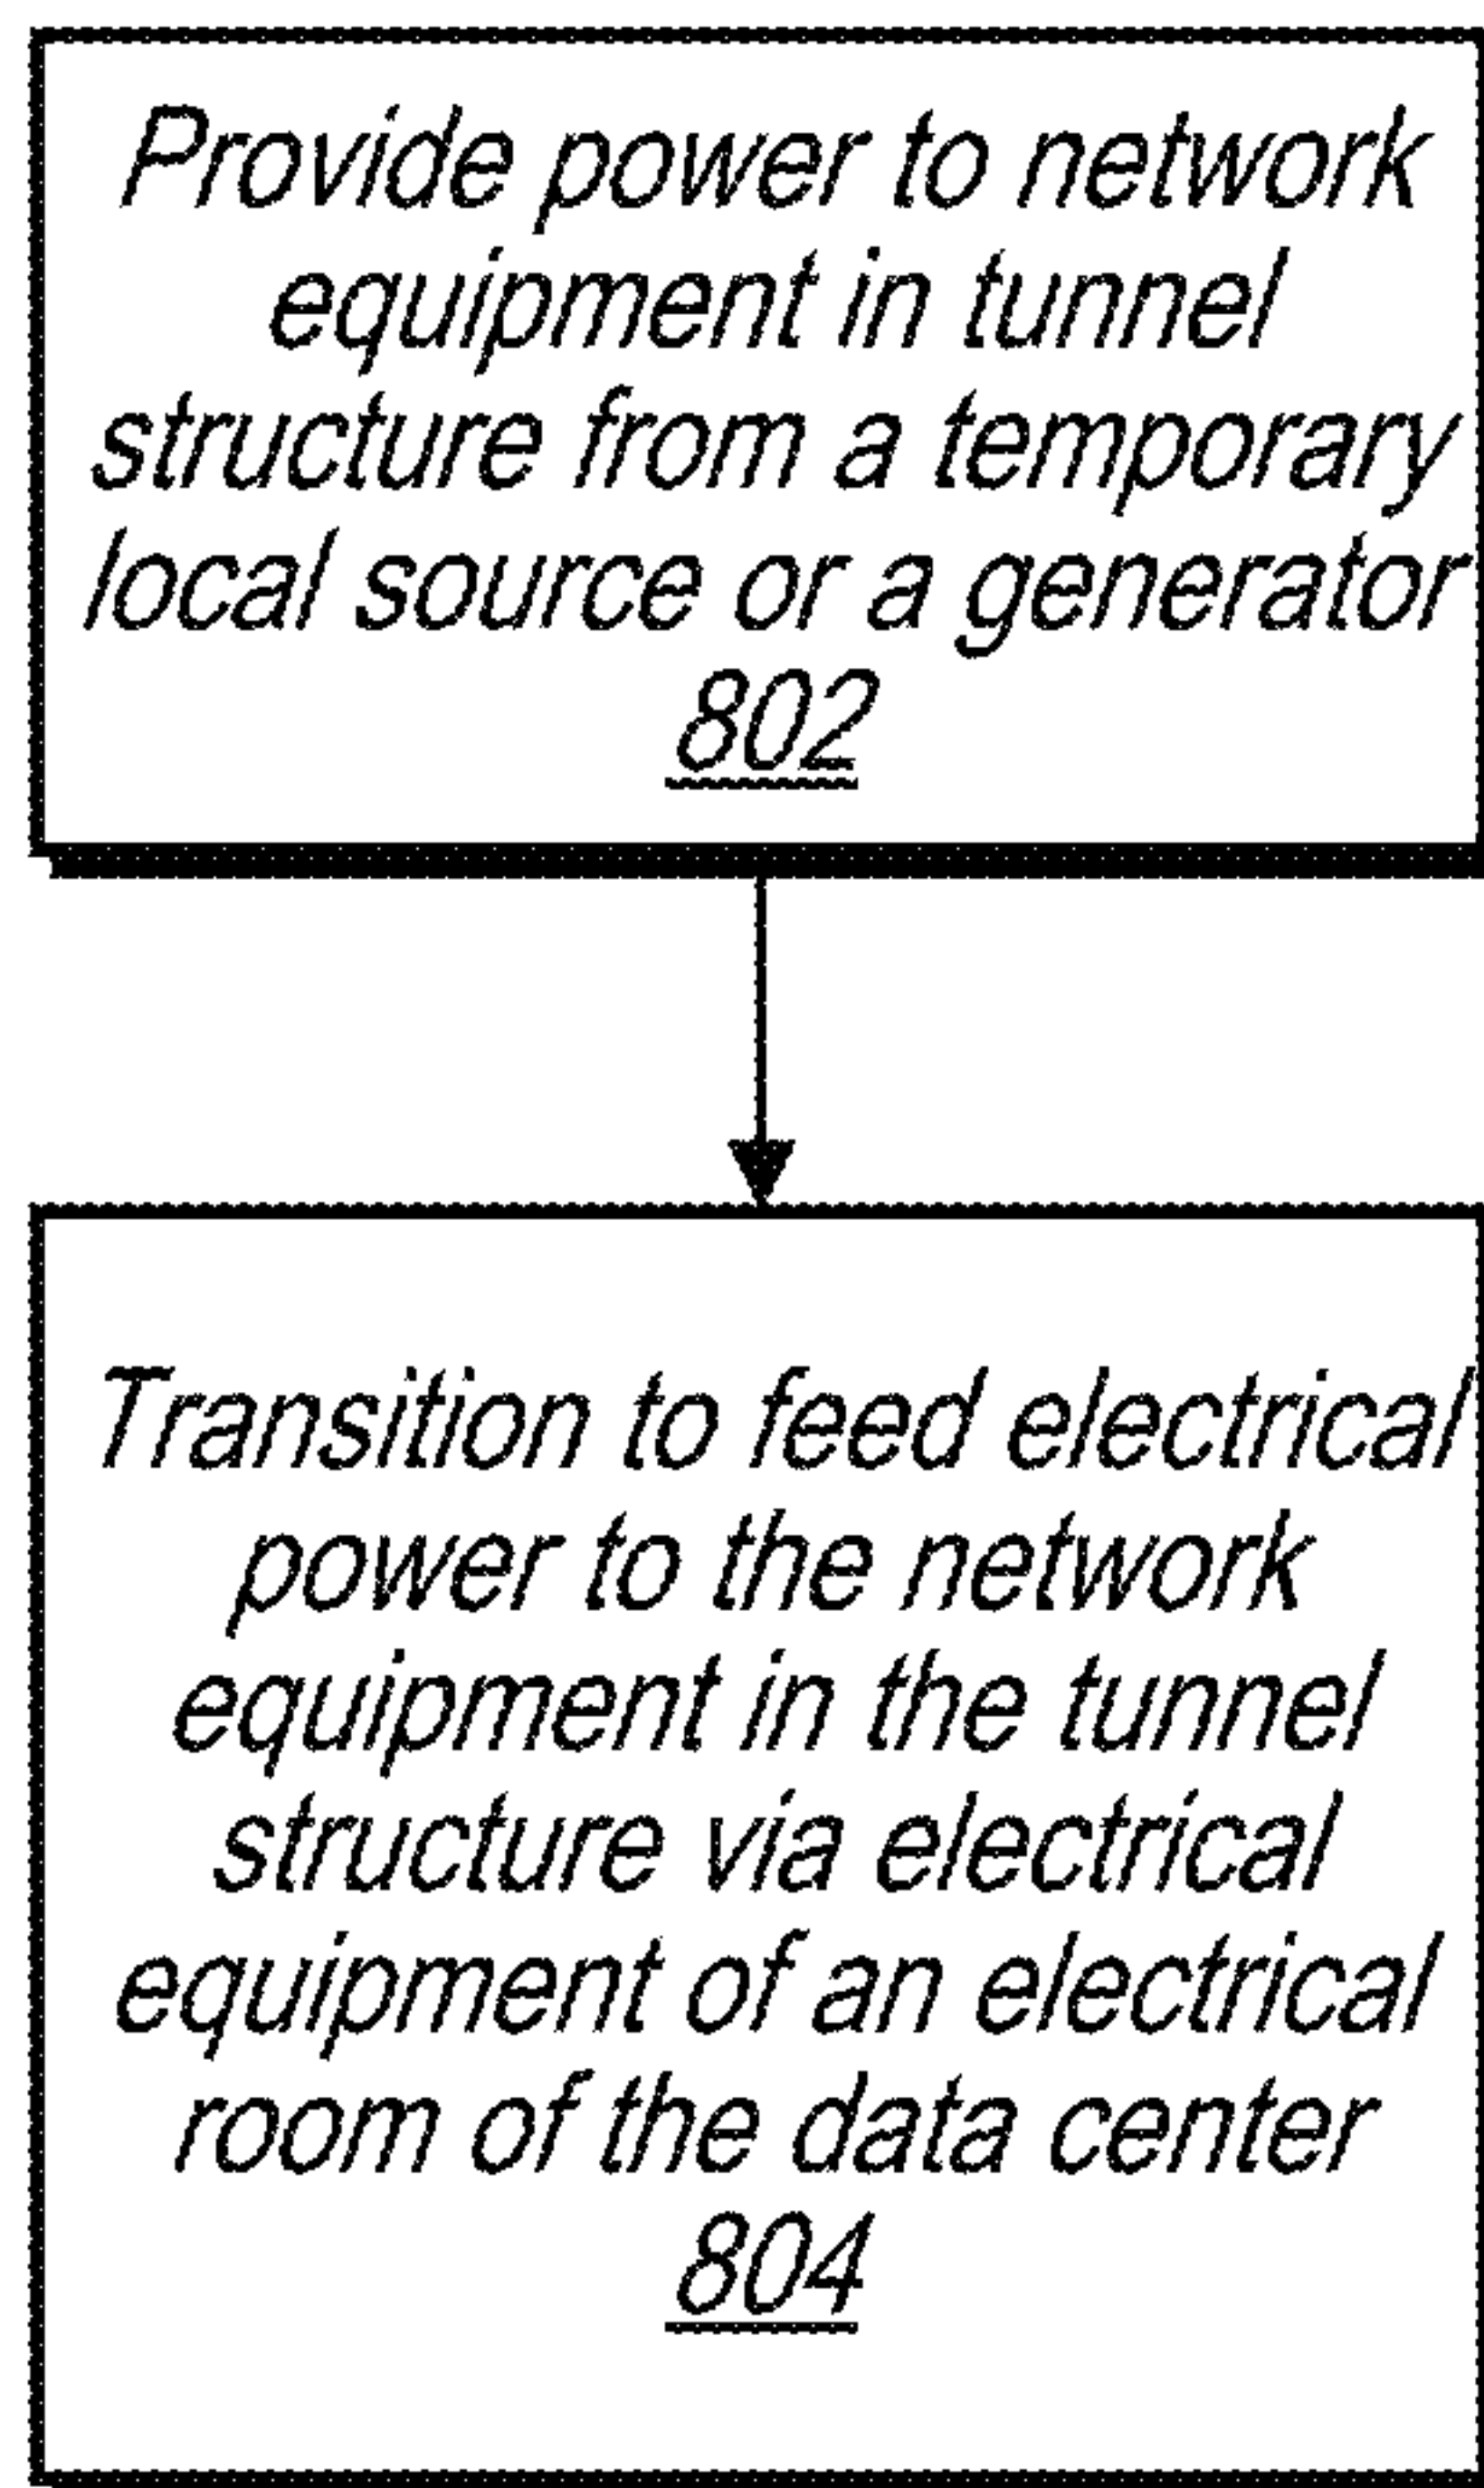 Provide power to network
equipment in tunnel
structure from a temporary
local source or a generator
802
Transition to feed electrical
power to the network
equipment in the tunnel
structure via electrical
equipment of an electrical
room of the data center
804